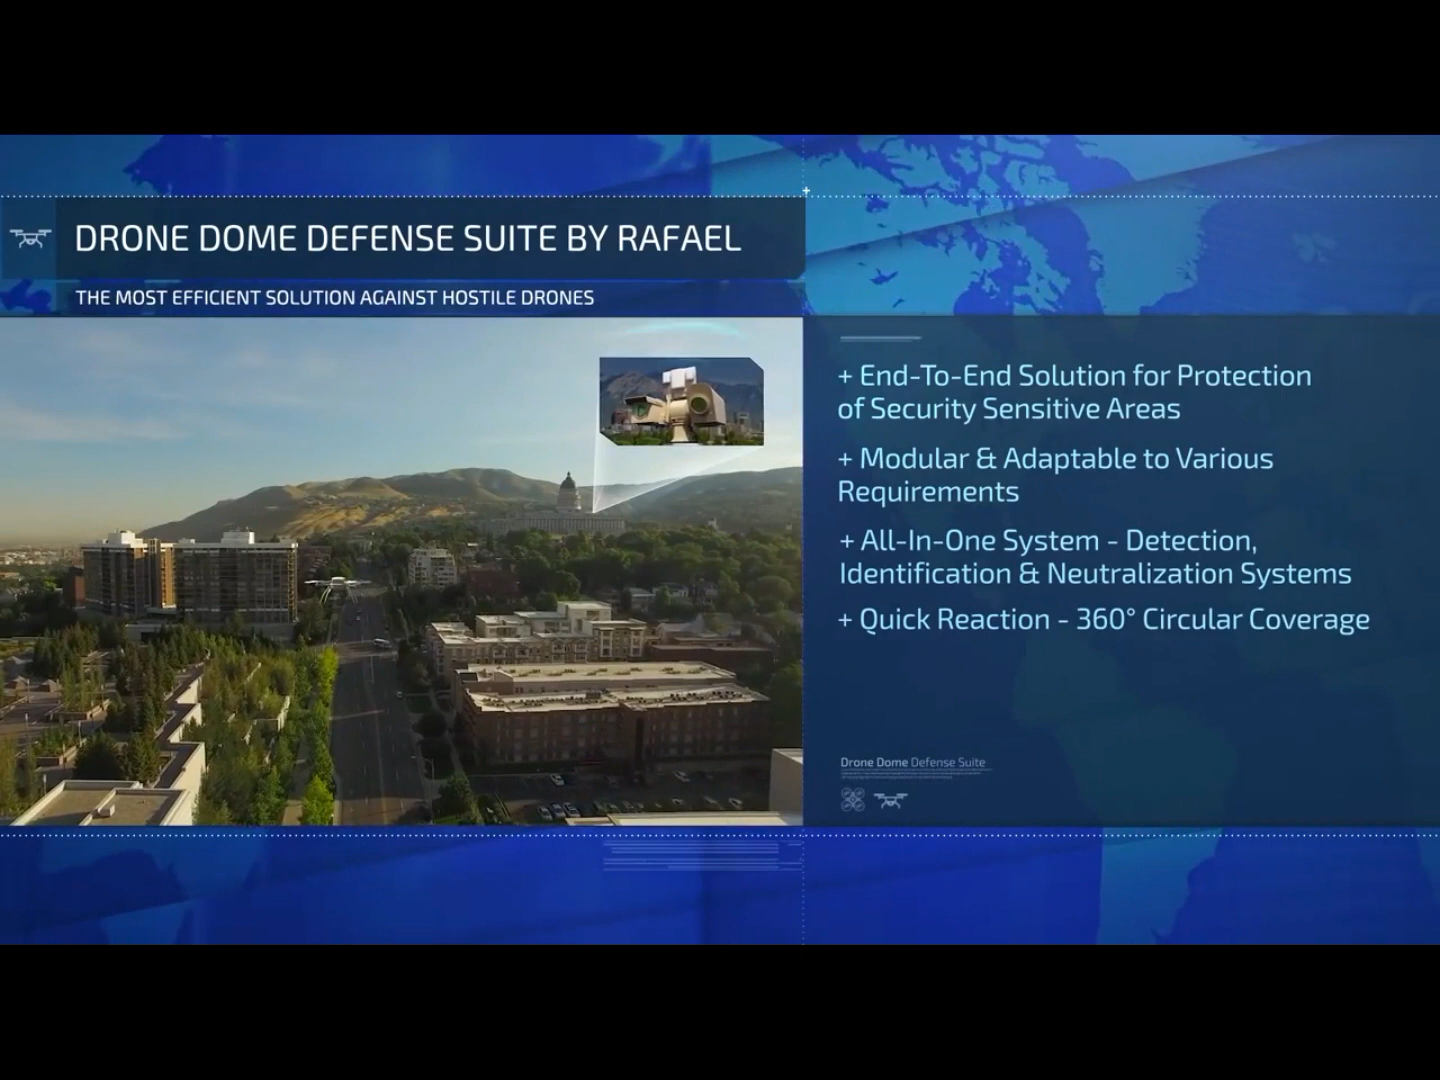 DRONE DOME DEFENSE SUITE BY RAFAEL
THE MOST EFFICIENT SOLUTION AGAINST HOSTILE DRONES
+ End-To-End Solution for Protection
of Security Sensitive Areas
+ Modular & Adaptable to Various
Requirements
+ All-In-One System - Detection,
Identification & Neutralization Systems
+ Quick Reaction - 360° Circular Coverage
Drone Dome Defense Suite